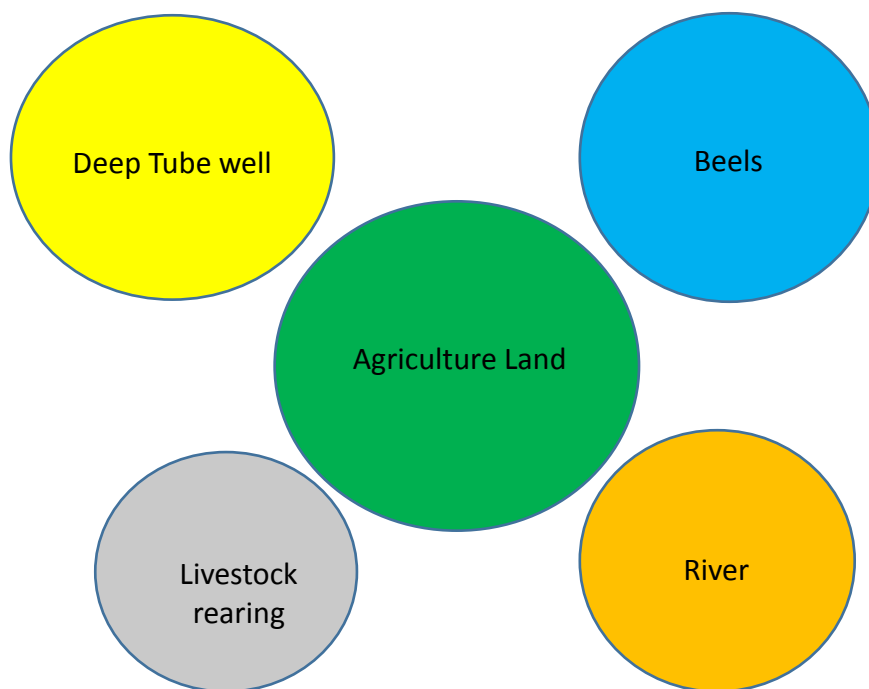 Deep Tube well
Beels
Agriculture Land
Livestock
rearing
River